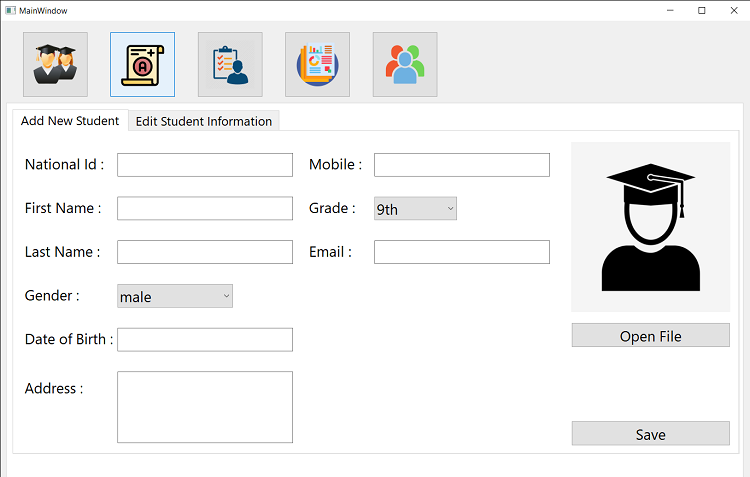 MainWindow
A
Add New Student
Edit Student Information
National Id :
Mobile :
First Name :
Grade :
9th
Last Name :
Email :
Gender :
male
Date of Birth :
Open File
Address :
Save